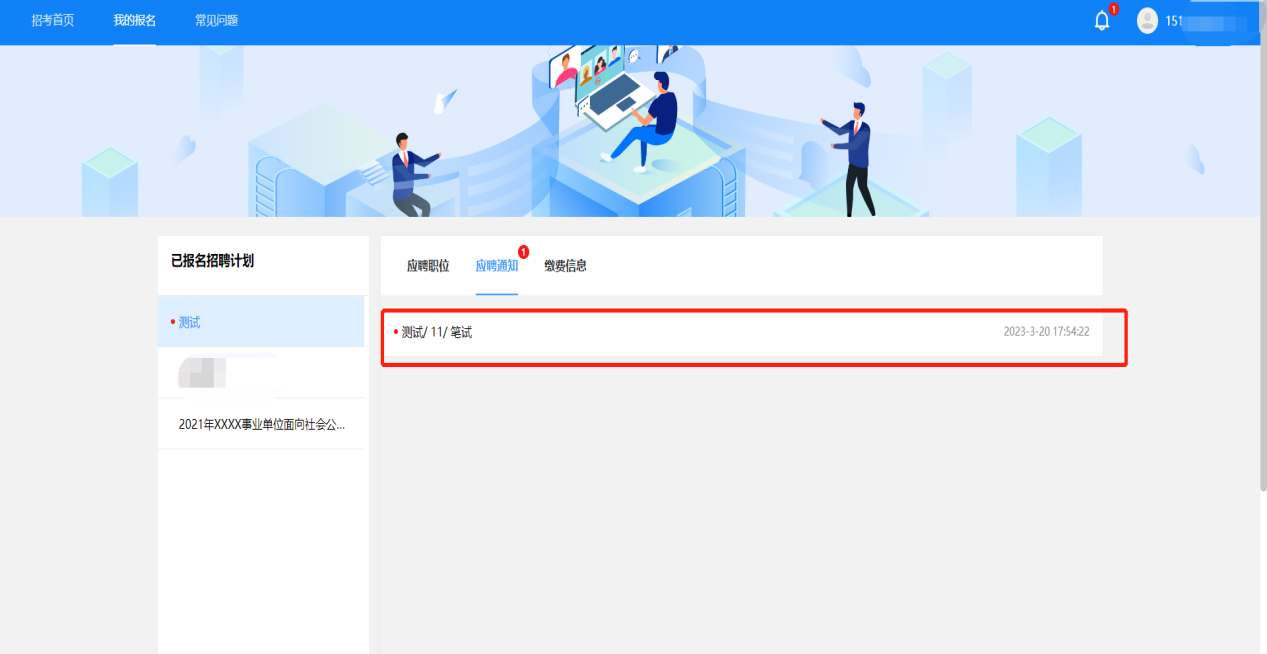 招考首页 我的报名 常见问题 1 151
已报名招聘计划
测试
2021年XXXX事业单位面向社会公...
应聘职位 应聘通知 1 缴费信息
测试/ 11/ 笔试 2023-3-20 17:54:22